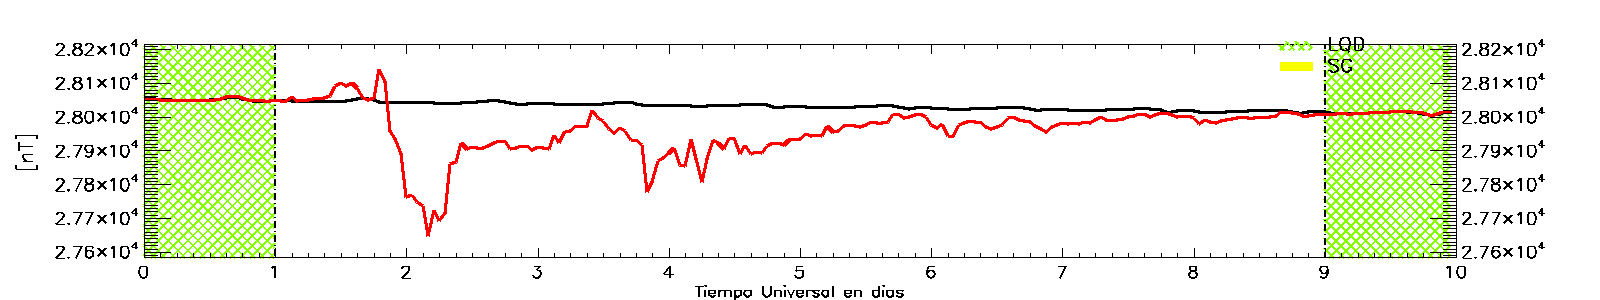 LQD
2.82×10⁴ 2.82×10⁴
SG
2.81×10⁴ 2.81×10⁴
2.80×10⁴ 2.80×10⁴
[nT]
2.79×10⁴ 2.79×10⁴
2.78×10⁴ 2.78×10⁴
2.77×10⁴ 2.77×10⁴
2.76×10⁴ 2.76×10⁴
0 1 2 3 4 5 6 7 8 9 10
Tiempo Universal en dias